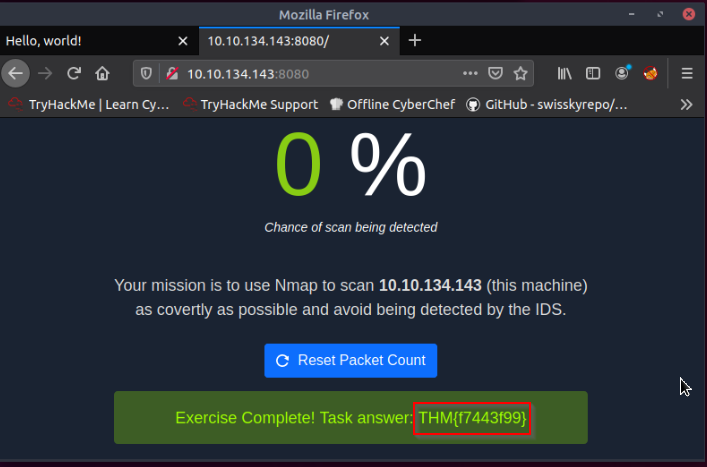 Mozilla Firefox
Hello, world!
10.10.134.143:8080/
10.10.134.143:8080
TryHackMe | Learn Cy… TryHackMe Support Offline CyberChef GitHub - swisskyrepo/…
0 %
Chance of scan being detected
Your mission is to use Nmap to scan 10.10.134.143 (this machine)
as covertly as possible and avoid being detected by the IDS.
Reset Packet Count
Exercise Complete! Task answer: THM{f7443f99}